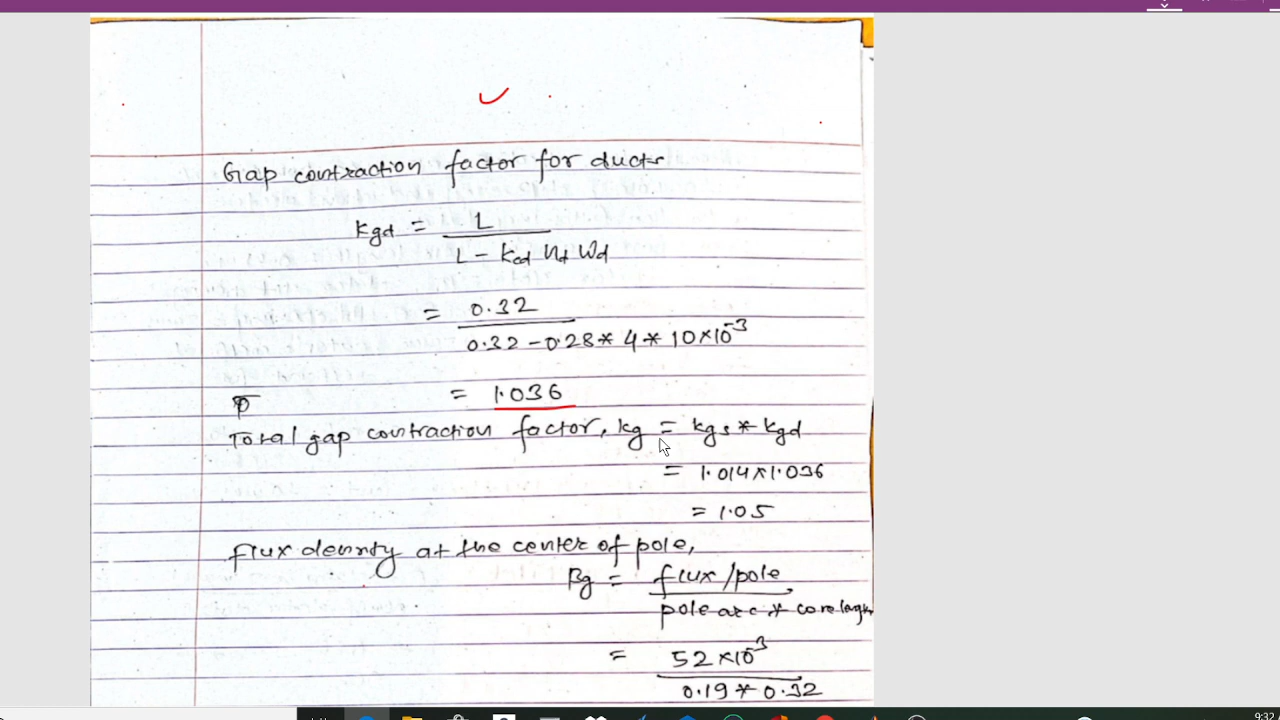 Gap contraction factor for ducts
Kgd = L / L - Kcd nd Wd
= 0.32 / 0.32 - 0.28 * 4 * 10×10-3
= 1.036
Total gap contraction factor, kg = kgs * kgd
= 1.014×1.036
= 1.05
flux density at the center of pole,
Bg = flux/pole / pole arc * core length
= 52×10-3 / 0.19 * 0.32
9:32